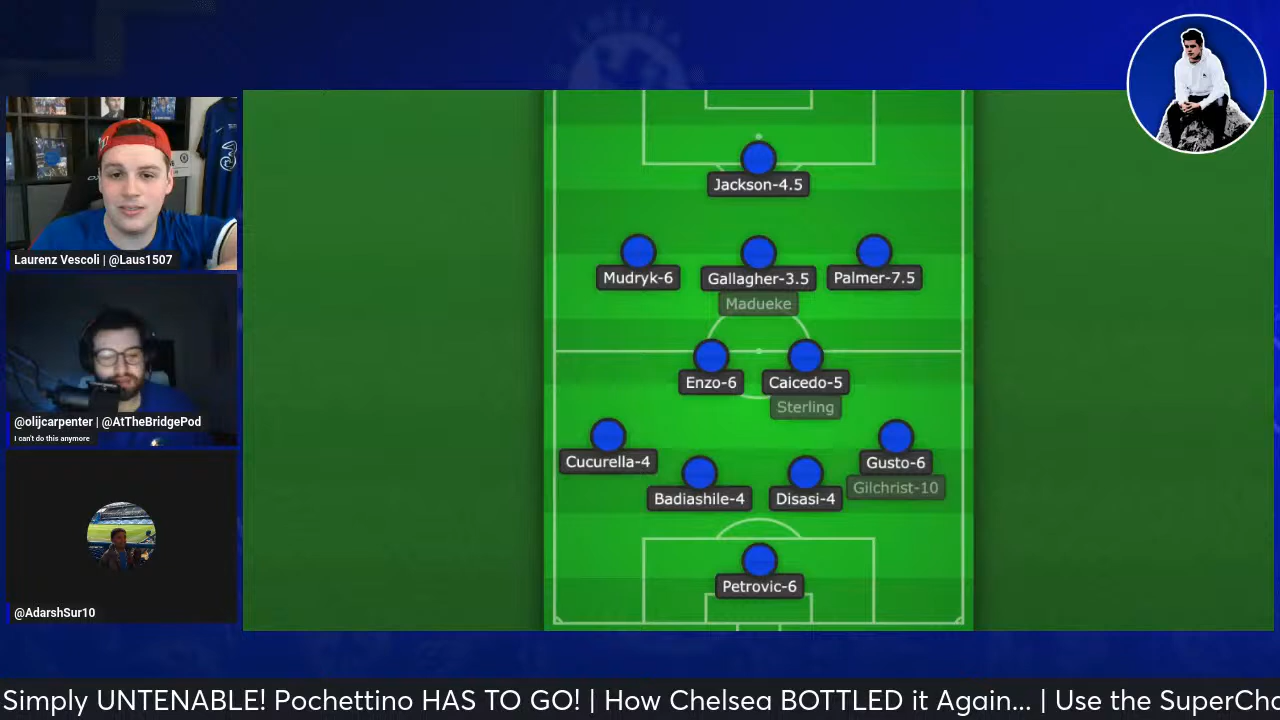 Laurenz Vescoli | @Laus1507
@olijcarpenter | @AtTheBridgePod
I can't do this anymore
@AdarshSur10
Jackson-4.5
Mudryk-6
Gallagher-3.5
Palmer-7.5
Madueke
Enzo-6
Caicedo-5
Sterling
Cucurella-4
Gusto-6
Gilchrist-10
Badiashile-4
Disasi-4
Petrovic-6
Simply UNTENABLE! Pochettino HAS TO GO! | How Chelsea BOTTLED it Again... | Use the SuperCha